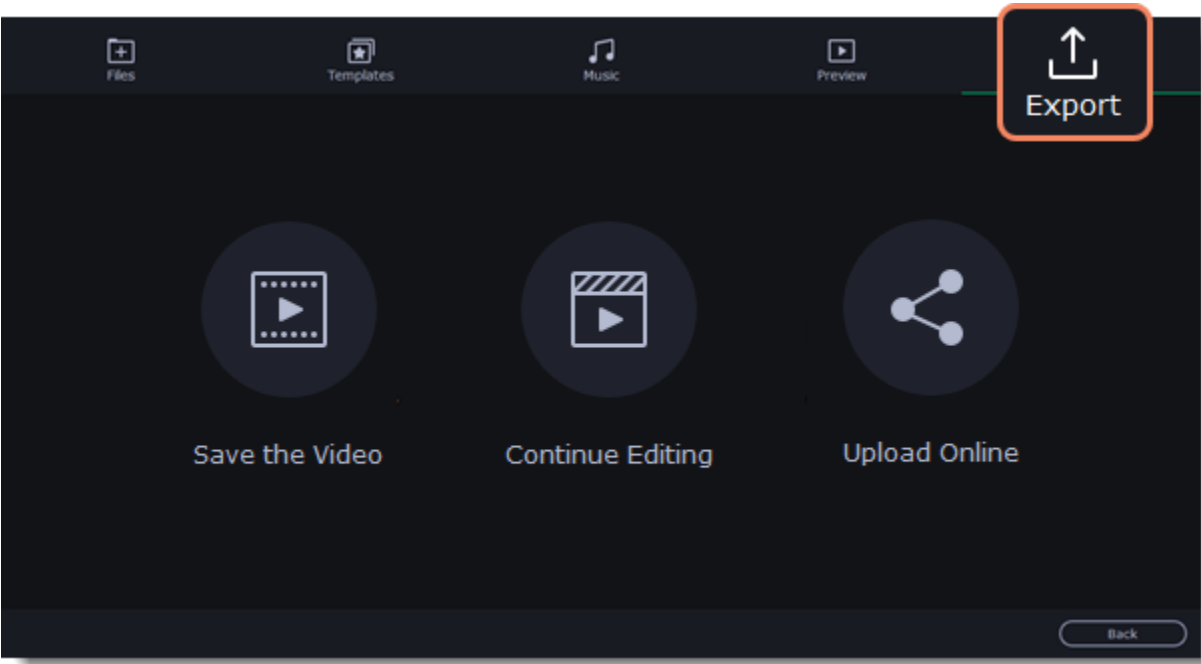 Files
Templates
Music
Preview
Export
Save the Video
Continue Editing
Upload Online
Back